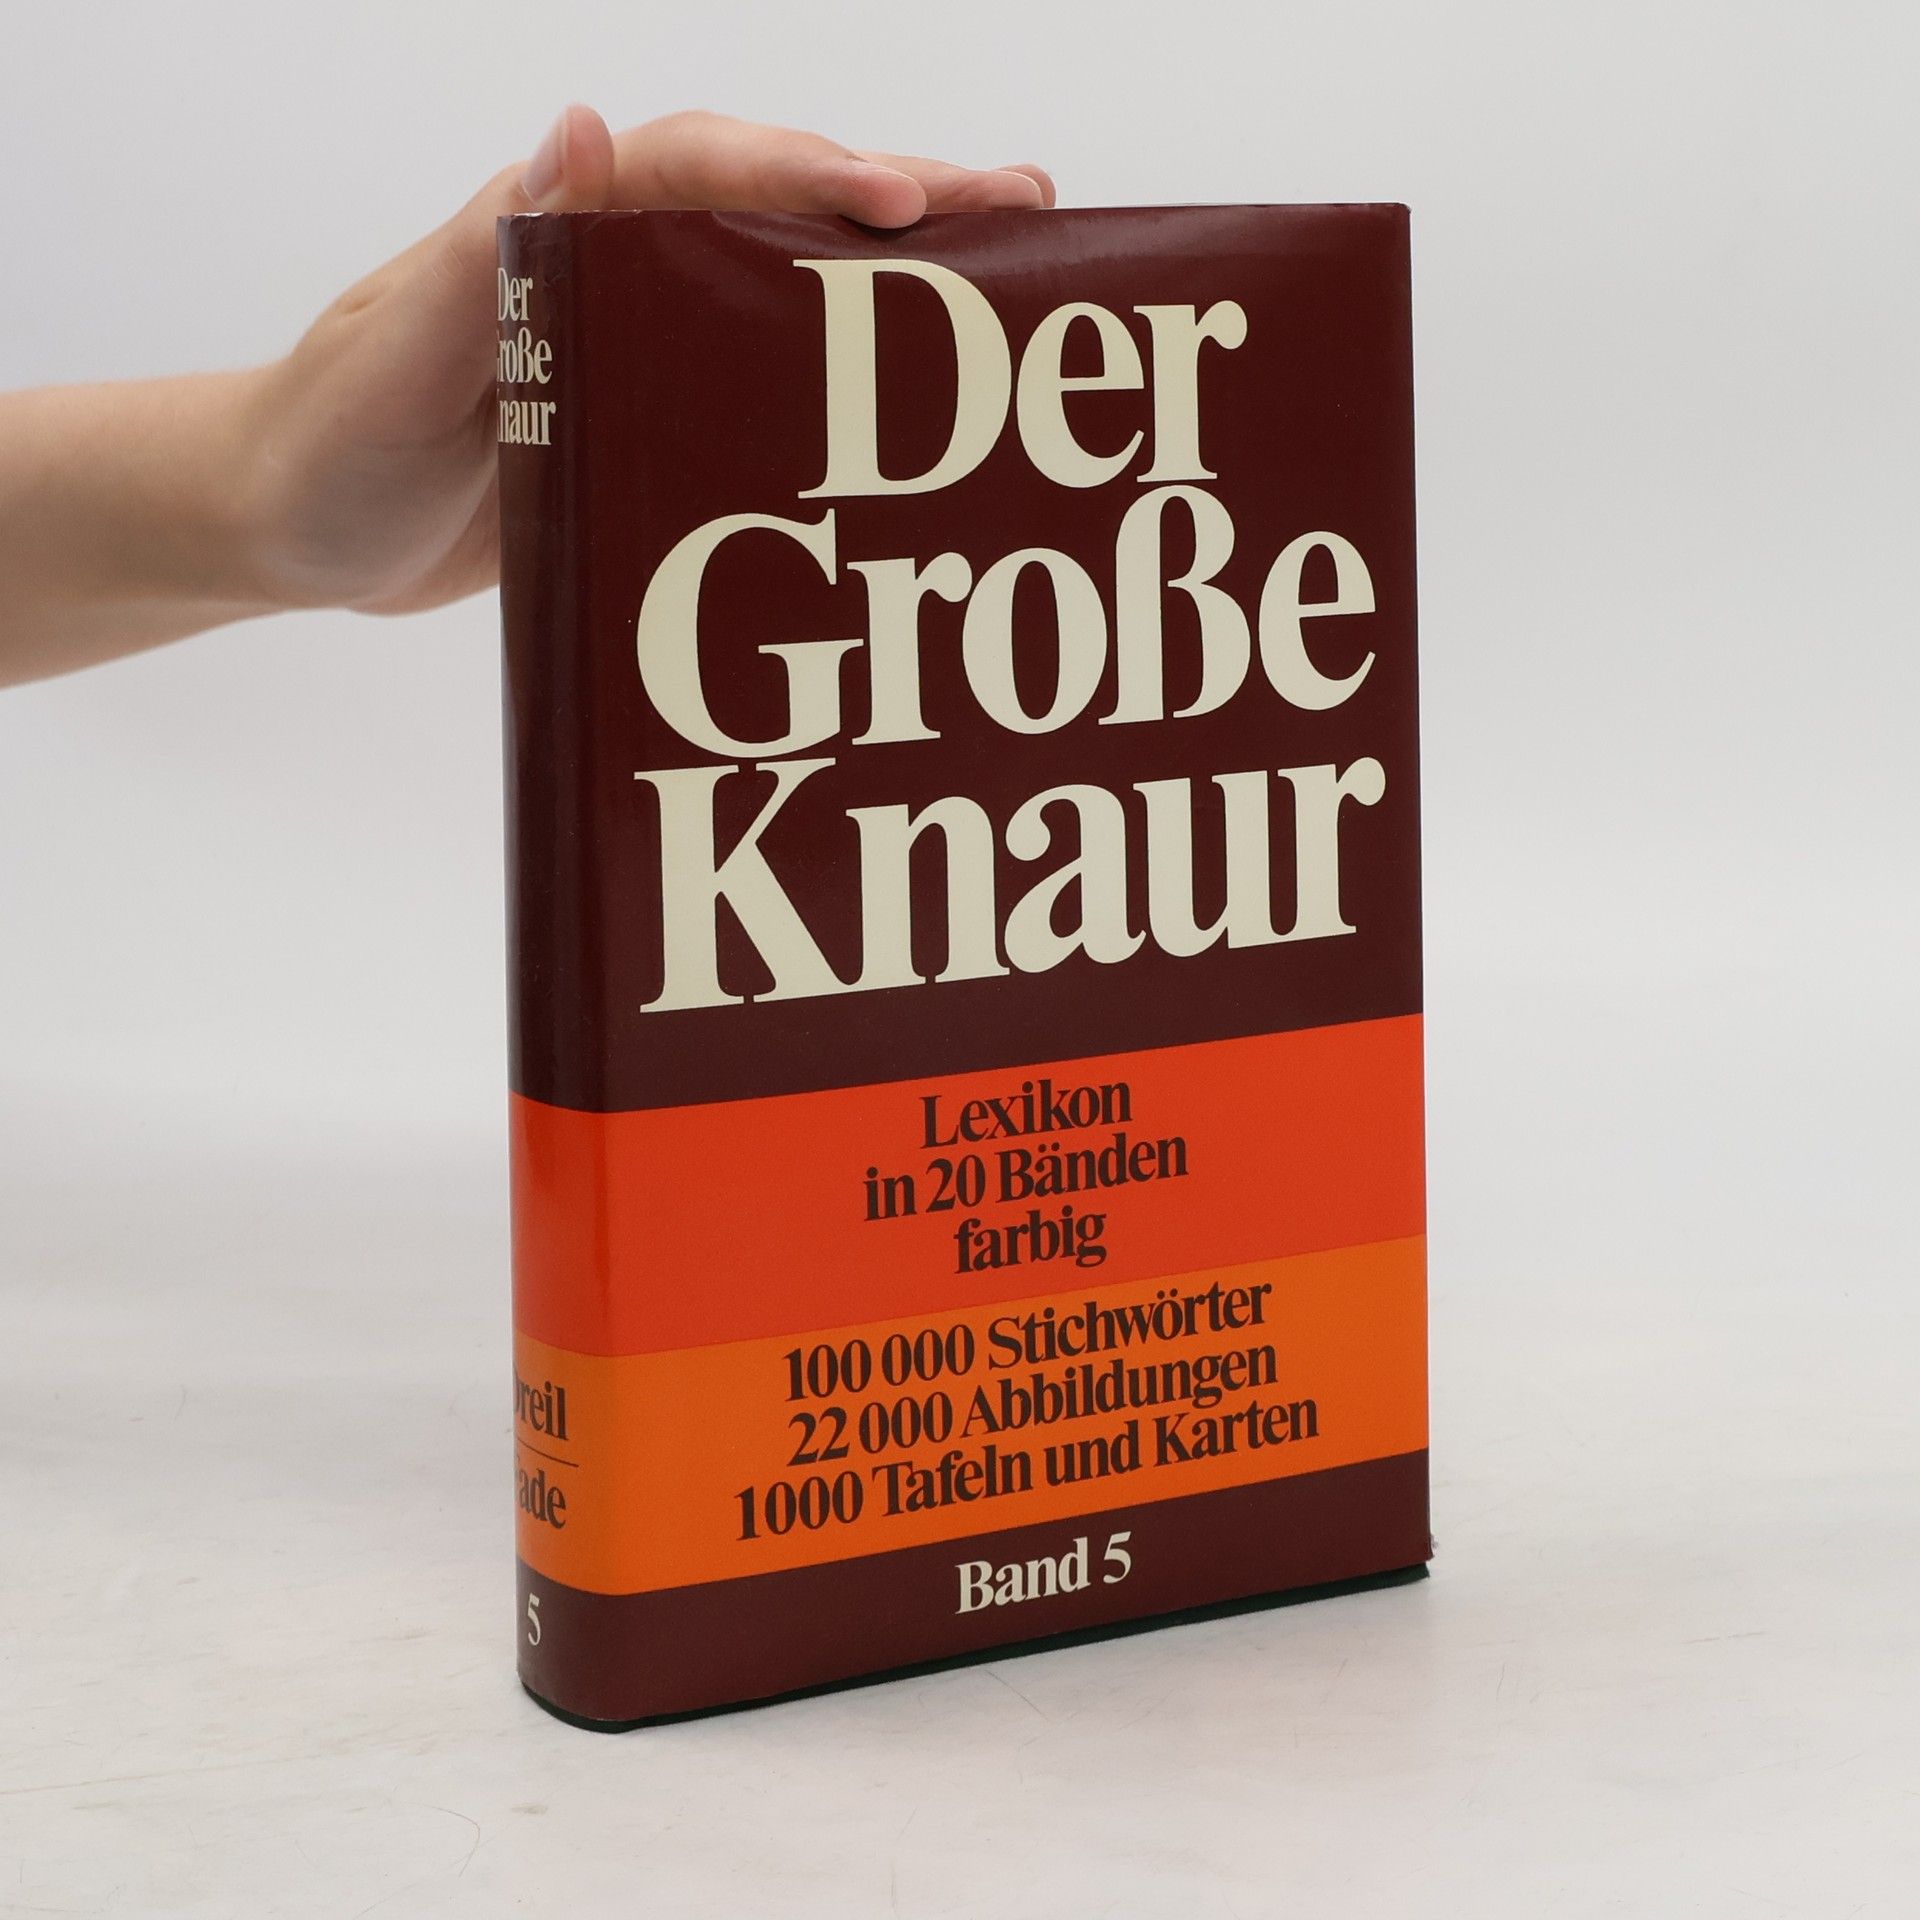 Der
Große
Knaur
Lexikon
in 20 Bänden
farbig
100 000 Stichwörter
22 000 Abbildungen
1000 Tafeln und Karten
Band 5
Der
Große
Knaur
5